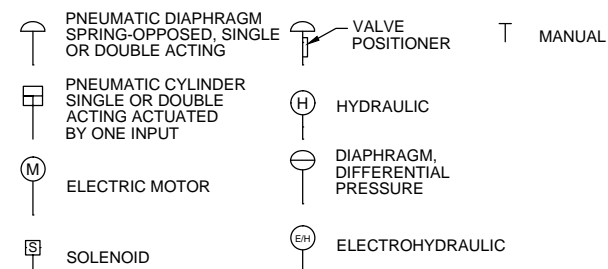 PNEUMATIC DIAPHRAGM
SPRING-OPPOSED, SINGLE
OR DOUBLE ACTING
PNEUMATIC CYLINDER
SINGLE OR DOUBLE
ACTING ACTUATED
BY ONE INPUT
M
ELECTRIC MOTOR
S
SOLENOID
VALVE
POSITIONER
H
HYDRAULIC
DIAPHRAGM,
DIFFERENTIAL
PRESSURE
E/H
ELECTROHYDRAULIC
MANUAL